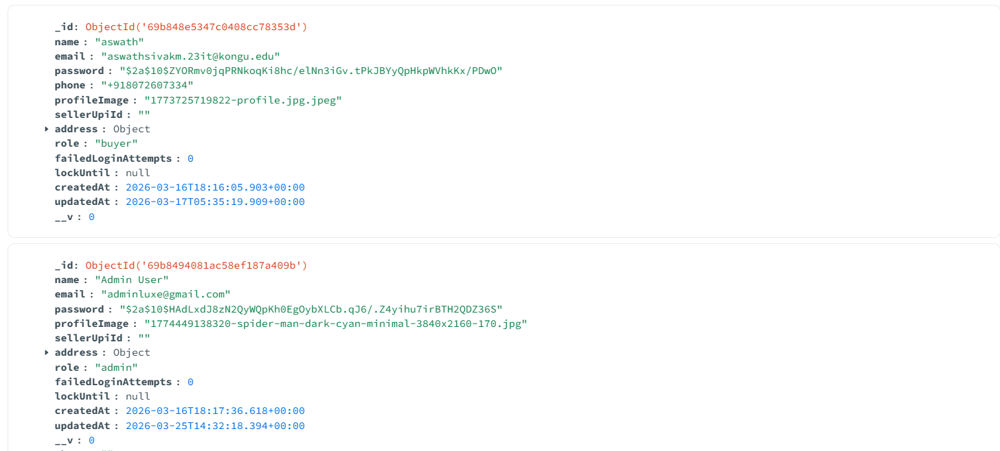 _id: ObjectId('69b848e5347c0408cc78353d')
name : "aswath"
email : "aswathsivakm.23it@kongu.edu"
password : "$2a$10$ZYORmv0jqPRNkoqKi8hc/elNn3iGv.tPkJBYyQpHkpWVhkKx/PDwO"
phone : "+918072607334"
profileImage : "1773725719822-profile.jpg.jpeg"
sellerUpiId : ""
address : Object
role : "buyer"
failedLoginAttempts : 0
lockUntil : null
createdAt : 2026-03-16T18:16:05.903+00:00
updatedAt : 2026-03-17T05:35:19.909+00:00
__v : 0
_id: ObjectId('69b8494081ac58ef187a409b')
name : "Admin User"
email : "adminluxe@gmail.com"
password : "$2a$10$HAdLxdJ8zN2QyWQpKh0EgOybXLCb.qJ6/.Z4yihu7irBTH2QDZ36S"
profileImage : "1774449138320-spider-man-dark-cyan-minimal-3840x2160-170.jpg"
sellerUpiId : ""
address : Object
role : "admin"
failedLoginAttempts : 0
lockUntil : null
createdAt : 2026-03-16T18:17:36.618+00:00
updatedAt : 2026-03-25T14:32:18.394+00:00
__v : 0